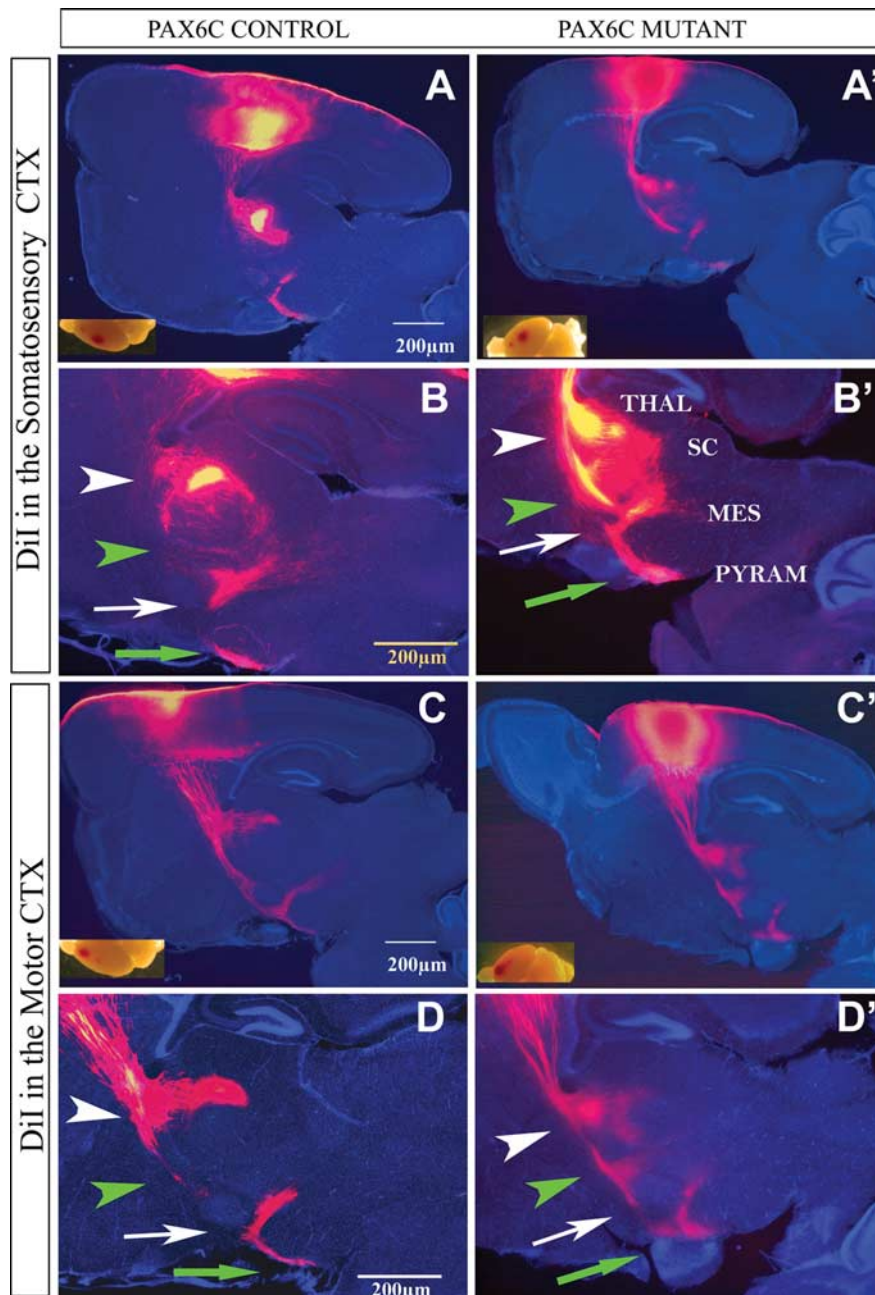 PAX6C CONTROL
PAX6C MUTANT
DiI in the Somatosensory CTX
A
A'
200µm
B
B'
THAL
SC
MES
PYRAM
200µm
DiI in the Motor CTX
C
C'
200µm
D
D'
200µm